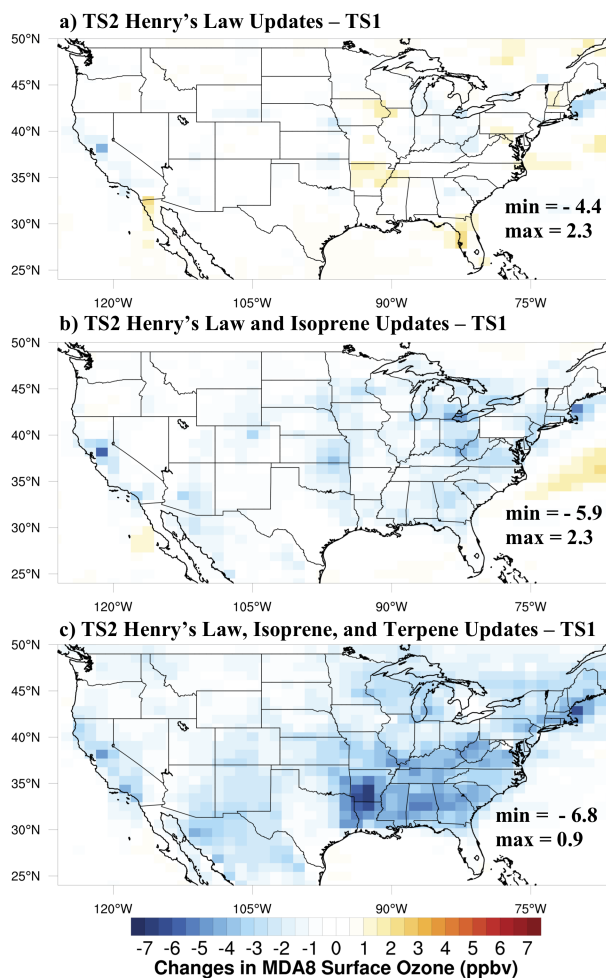 a) TS2 Henry's Law Updates – TS1
50°N
45°N
40°N
35°N
30°N
25°N
min = - 4.4
max = 2.3
120°W 105°W 90°W 75°W
b) TS2 Henry's Law and Isoprene Updates – TS1
50°N
45°N
40°N
35°N
30°N
25°N
min = - 5.9
max = 2.3
120°W 105°W 90°W 75°W
c) TS2 Henry's Law, Isoprene, and Terpene Updates – TS1
50°N
45°N
40°N
35°N
30°N
25°N
min = - 6.8
max = 0.9
120°W 105°W 90°W 75°W
-7 -6 -5 -4 -3 -2 -1 0 1 2 3 4 5 6 7
Changes in MDA8 Surface Ozone (ppbv)